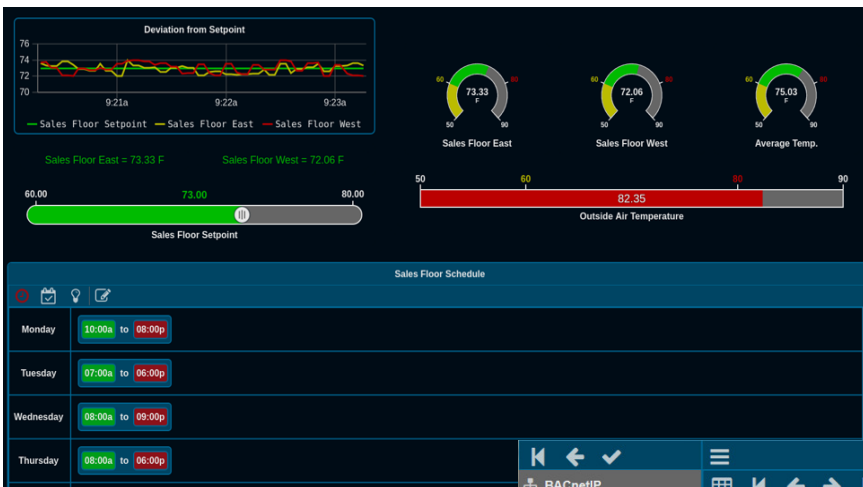 Deviation from Setpoint
76
74
72
70
9:21a 9:22a 9:23a
Sales Floor Setpoint Sales Floor East Sales Floor West
Sales Floor East = 73.33 F Sales Floor West = 72.06 F
60.00 73.00 80.00
Sales Floor Setpoint
60 80
73.33
F
50 90
Sales Floor East
60 80
72.06
F
50 90
Sales Floor West
60 80
75.03
F
50 90
Average Temp.
50 60 80 90
82.35
Outside Air Temperature
Sales Floor Schedule
Monday 10:00a to 08:00p
Tuesday 07:00a to 06:00p
Wednesday 08:00a to 09:00p
Thursday 08:00a to 06:00p
BACnetIP